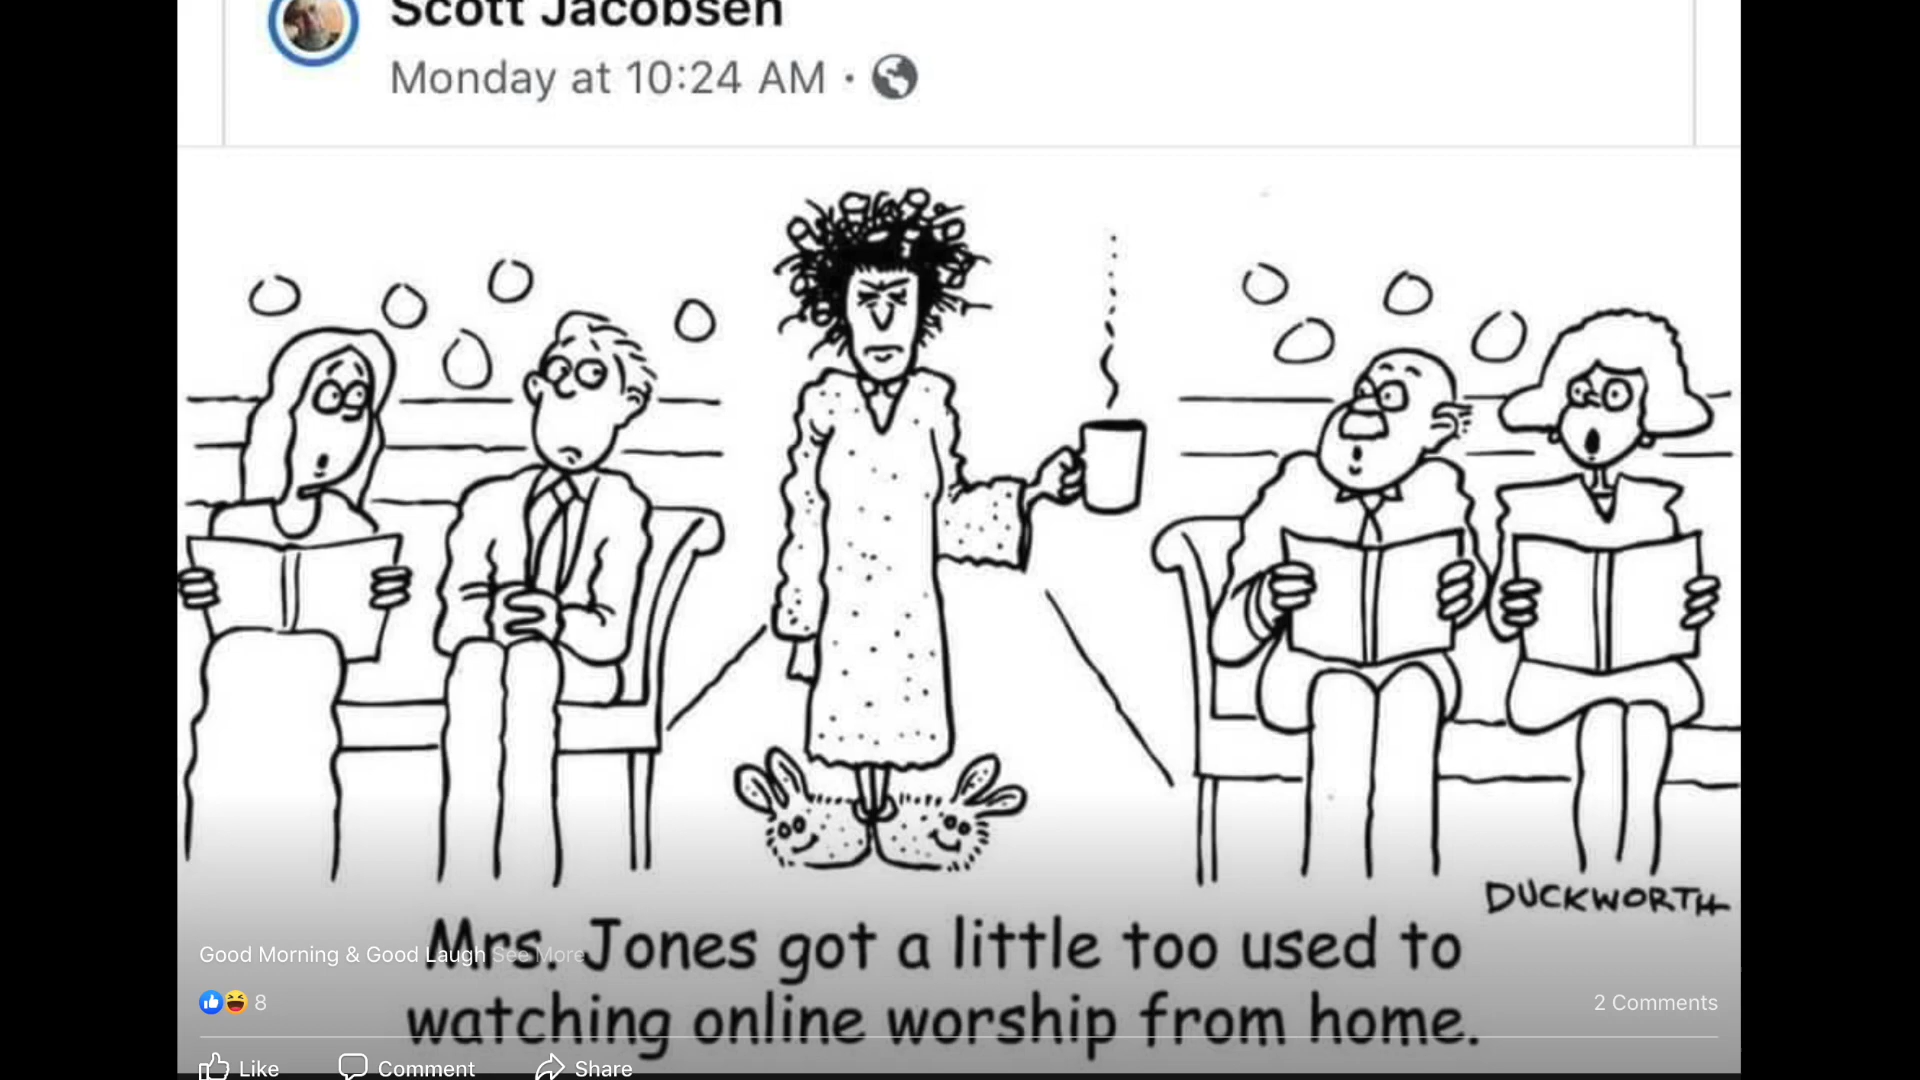 Scott Jacobsen
Monday at 10:24 AM ·
DUCKWORTH
Mrs. Jones got a little too used to
watching online worship from home.
Good Morning & Good Laugh See More
8
2 Comments
Like Comment Share